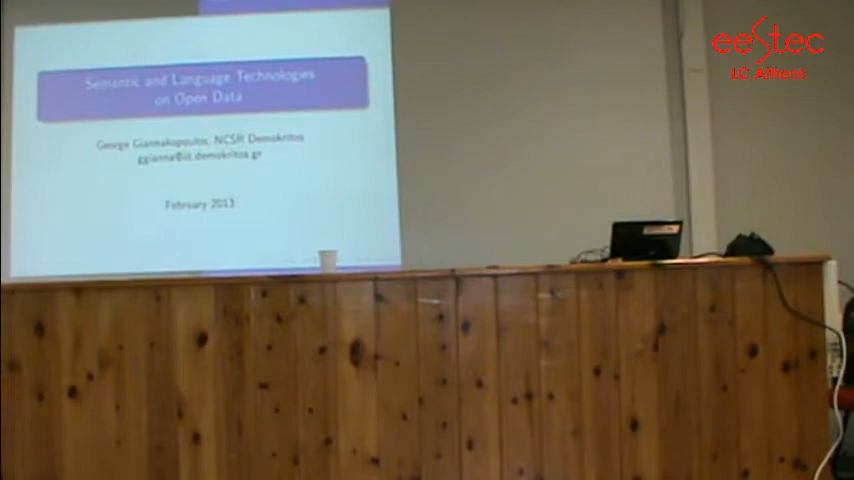 Semantic and Language Technologies
on Open Data
George Giannakopoulos, NCSR Demokritos
ggianna@iit.demokritos.gr
February 2013
eestec
LC Athens